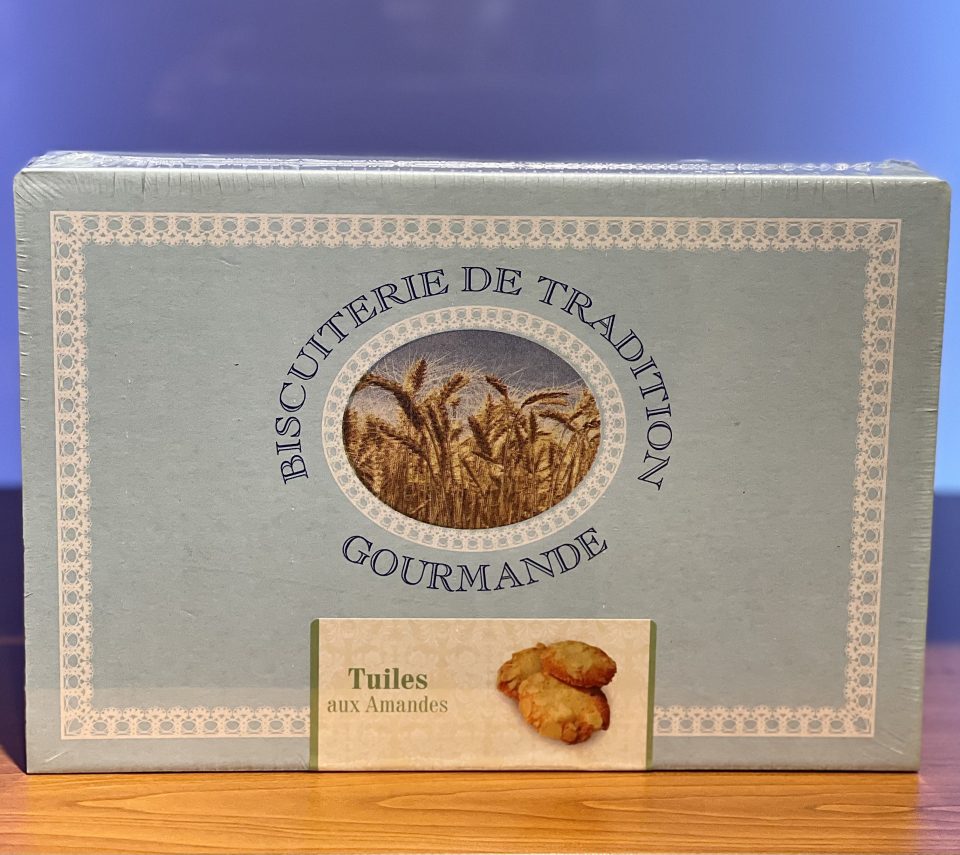 BISCUITERIE DE TRADITION
GOURMANDE
Tuiles
aux Amandes